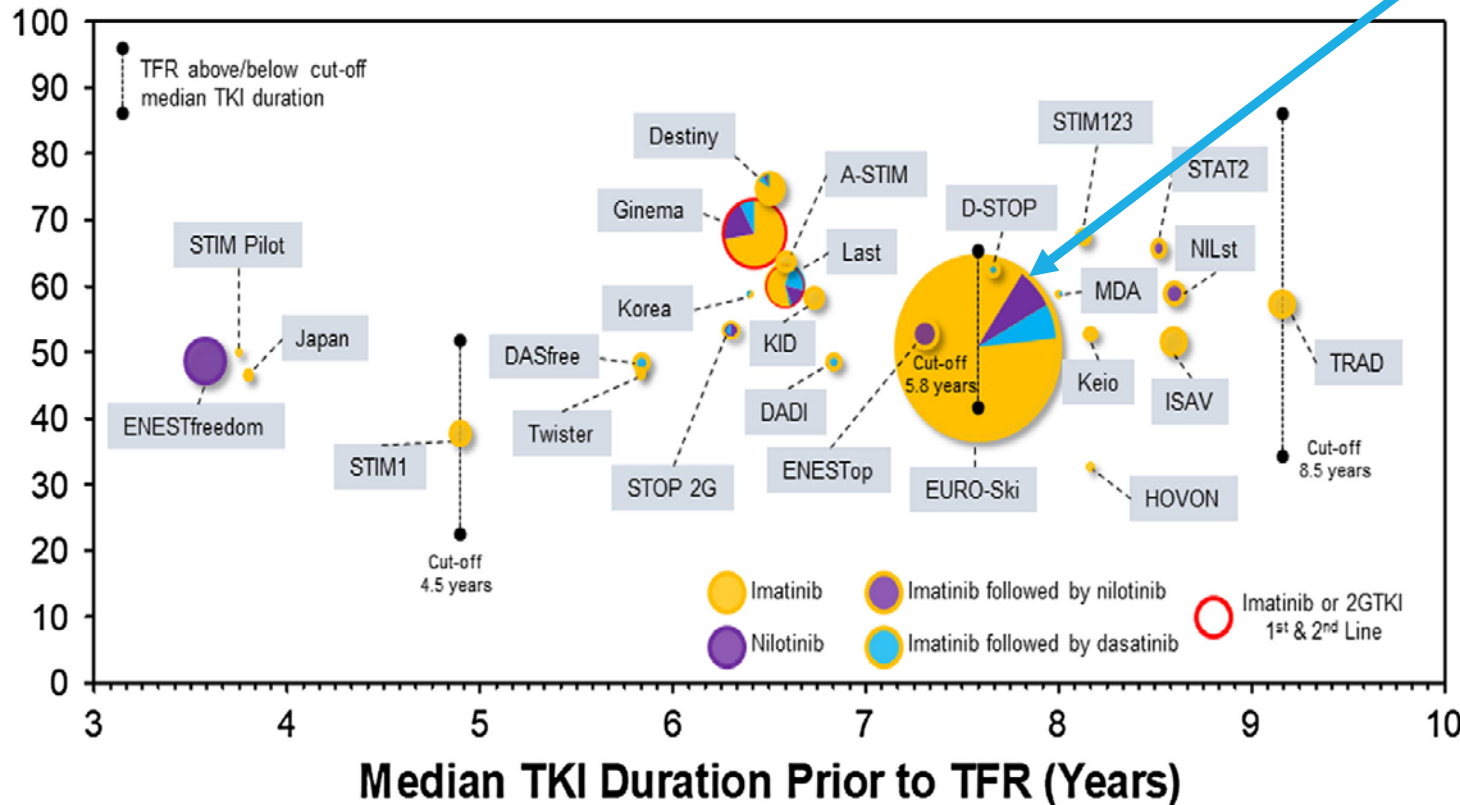 100
90
80
70
60
50
40
30
20
10
0
TFR above/below cut-off
median TKI duration
Destiny
STIM123
A-STIM
STAT2
Ginema
D-STOP
STIM Pilot
Last
NILst
Korea
MDA
Japan
KID
DASfree
Cut-off
5.8 years
Keio
TRAD
ENESTfreedom
DADI
ISAV
Twister
STIM1
ENESTop
STOP 2G
EURO-Ski
HOVON
Cut-off
8.5 years
Cut-off
4.5 years
Imatinib
Imatinib followed by nilotinib
Imatinib or 2GTKI
1st & 2nd Line
Nilotinib
Imatinib followed by dasatinib
3
4
5
6
7
8
9
10
Median TKI Duration Prior to TFR (Years)